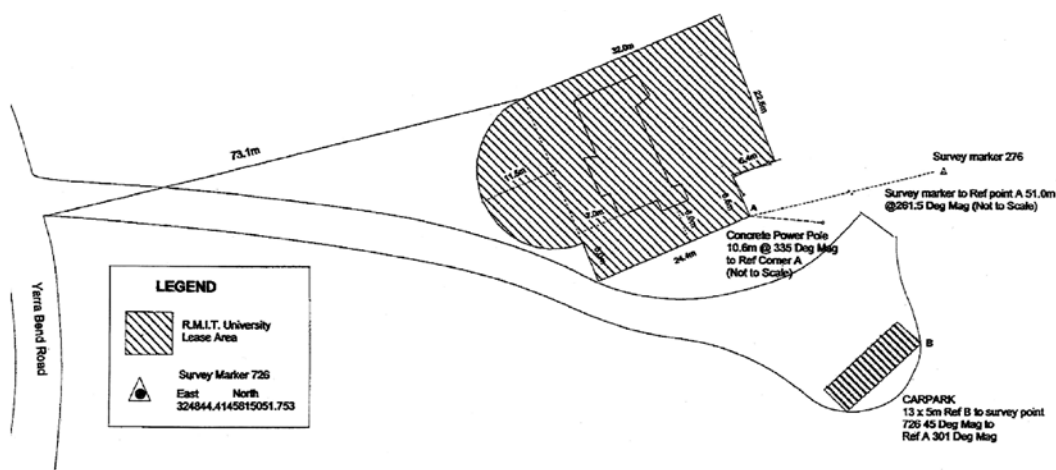 32.0m
73.1m
22.6m
11.5m
5.4m
Survey marker 276
Survey marker to Ref point A 51.0m
@261.5 Deg Mag (Not to Scale)
7.0m
A
Concrete Power Pole
10.6m @ 335 Deg Mag
to Ref Corner A
(Not to Scale)
24.4m
Yarra Bend Road
LEGEND
R.M.I.T. University
Lease Area
Survey Marker 726
East North
324844.4145815051.753
B
CARPARK
13 x 5m Ref B to survey point
726 45 Deg Mag to
Ref A 301 Deg Mag